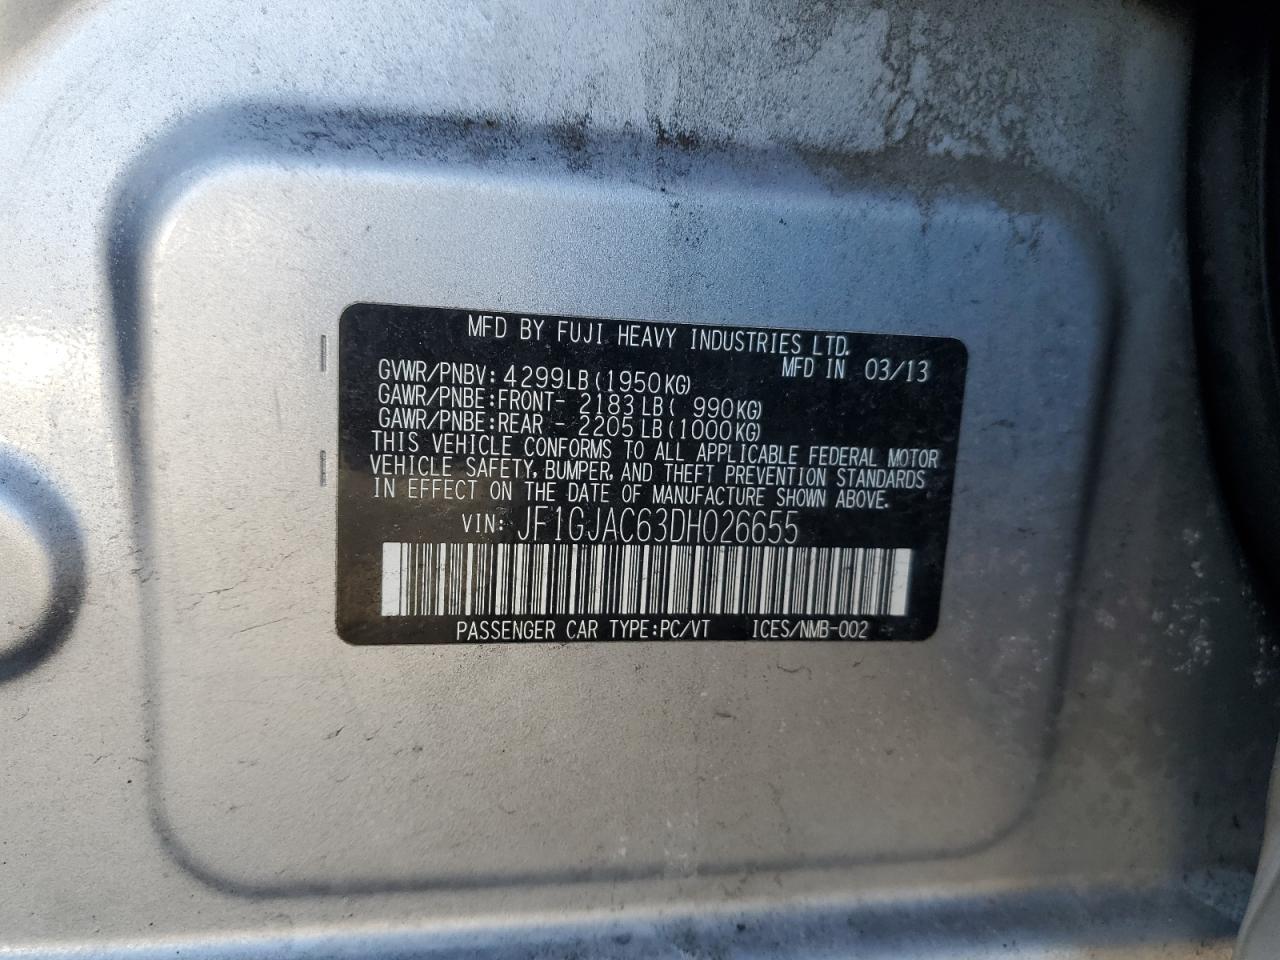 MFD BY FUJI HEAVY INDUSTRIES LTD.
MFD IN 03/13
GVWR/PNBV: 4299LB(1950KG)
GAWR/PNBE:FRONT- 2183LB( 990KG)
GAWR/PNBE:REAR - 2205LB(1000KG)
THIS VEHICLE CONFORMS TO ALL APPLICABLE FEDERAL MOTOR
VEHICLE SAFETY, BUMPER, AND THEFT PREVENTION STANDARDS
IN EFFECT ON THE DATE OF MANUFACTURE SHOWN ABOVE.
VIN: JF1GJAC63DH026655
PASSENGER CAR TYPE:PC/VT ICES/NMB-002